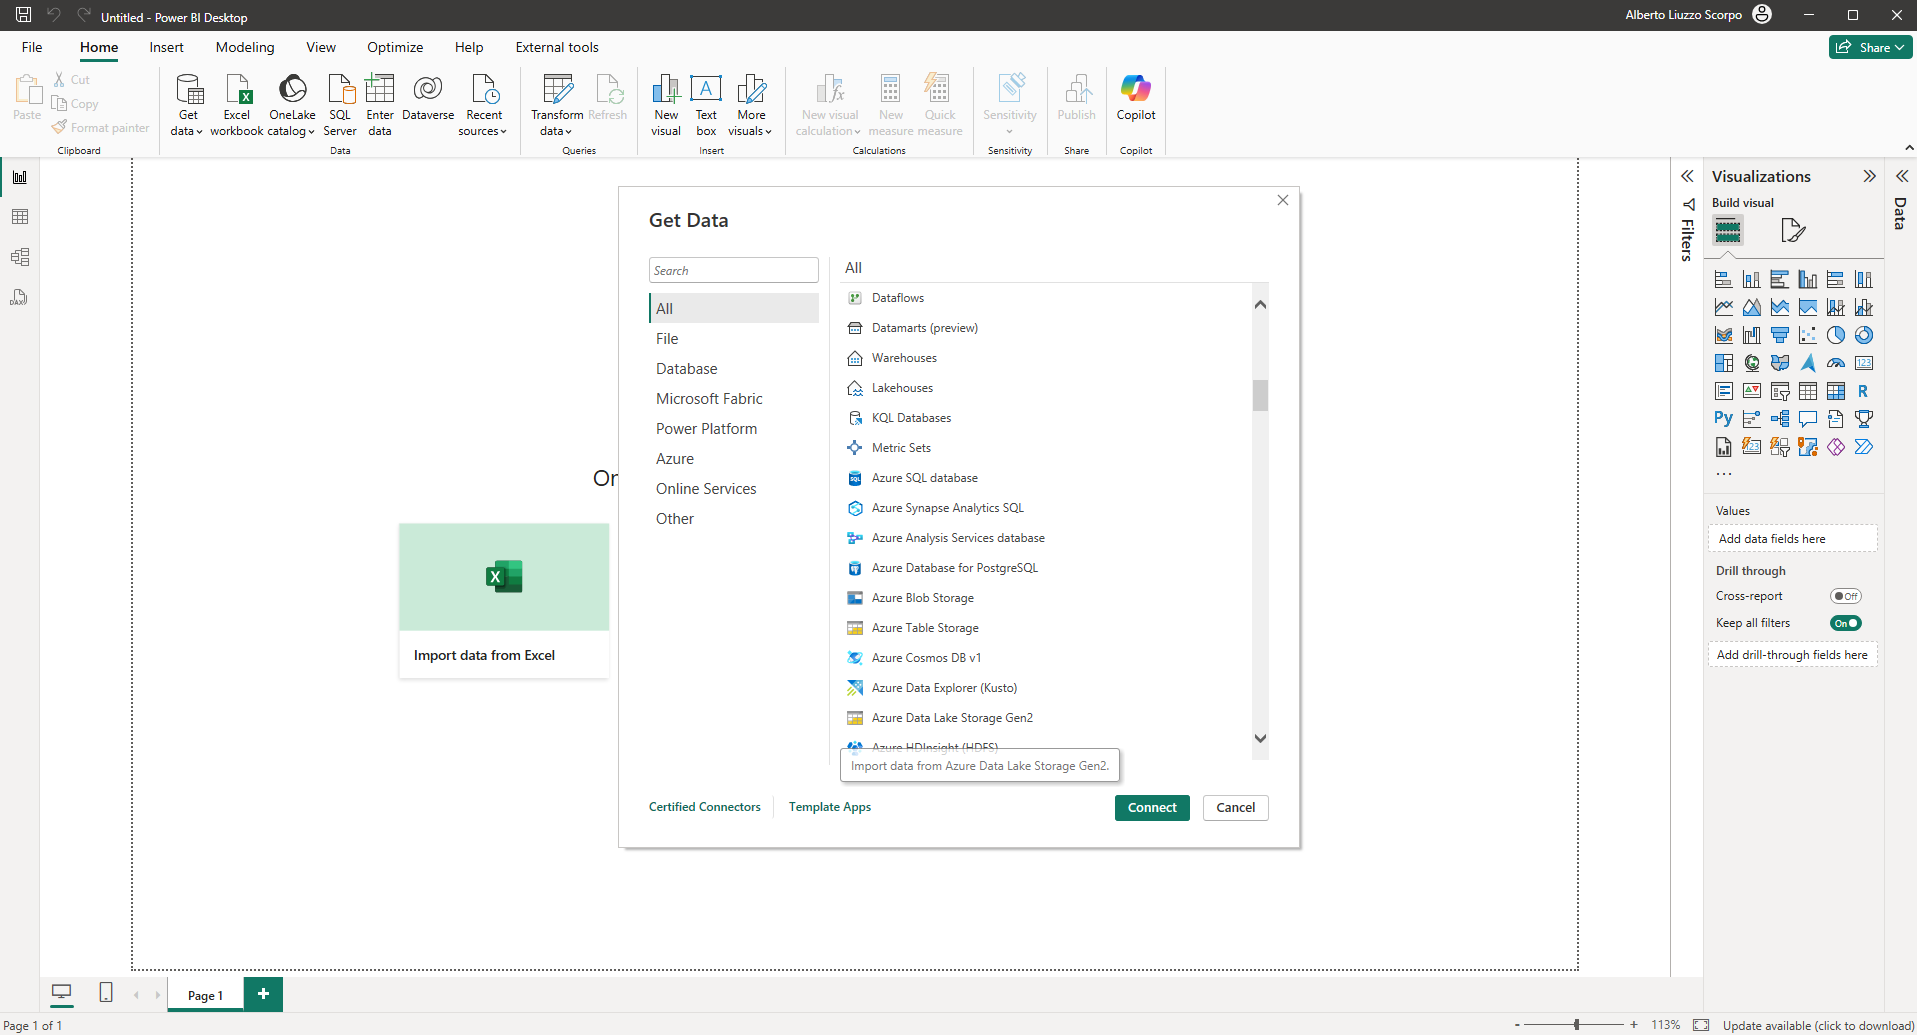 Untitled - Power BI Desktop
Alberto Liuzzo Scorpo
File Home Insert Modeling View Optimize Help External tools
Share
Paste
Cut
Copy
Format painter
Clipboard
Get data
Excel workbook
OneLake catalog
SQL Server
Enter data
Dataverse
Recent sources
Data
Transform data
Refresh
Queries
New visual
Text box
More visuals
Insert
New visual calculation
New measure
Quick measure
Calculations
Sensitivity
Sensitivity
Publish
Share
Copilot
Copilot
Get Data
Search
All
File
Database
Microsoft Fabric
Power Platform
Azure
Online Services
Other
All
Dataflows
Datamarts (preview)
Warehouses
Lakehouses
KQL Databases
Metric Sets
Azure SQL database
Azure Synapse Analytics SQL
Azure Analysis Services database
Azure Database for PostgreSQL
Azure Blob Storage
Azure Table Storage
Azure Cosmos DB v1
Azure Data Explorer (Kusto)
Azure Data Lake Storage Gen2
Azure HDInsight (HDFS)
Import data from Azure Data Lake Storage Gen2.
Certified Connectors
Template Apps
Connect
Cancel
Import data from Excel
Filters
Visualizations
Build visual
Data
123
R
Py
Values
Add data fields here
Drill through
Cross-report
Off
Keep all filters
On
Add drill-through fields here
Page 1
Page 1 of 1
- + 113%
Update available (click to download)